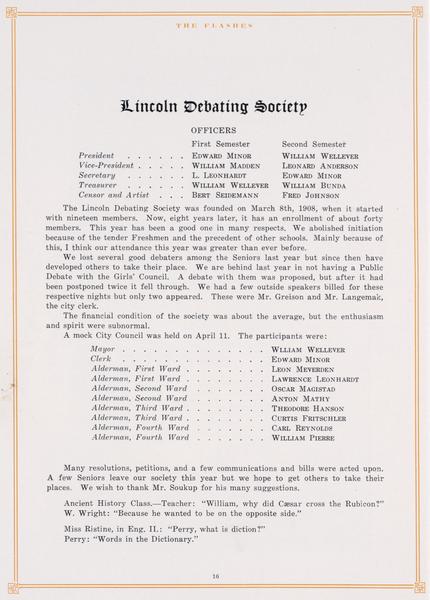 THE FLASHES
Lincoln Debating Society
OFFICERS
First Semester Second Semester
President . . . . . . EDWARD MINOR WILLIAM WELLEVER
Vice-President . . . . . WILLIAM MADDEN LEONARD ANDERSON
Secretary . . . . . . L. LEONHARDT EDWARD MINOR
Treasurer . . . . . . WILLIAM WELLEVER WILLIAM BUNDA
Censor and Artist . . . BERT SEIDEMANN FRED JOHNSON
The Lincoln Debating Society was founded on March 8th, 1908, when it started
with nineteen members. Now, eight years later, it has an enrollment of about forty
members. This year has been a good one in many respects. We abolished initiation
because of the tender Freshmen and the precedent of other schools. Mainly because of
this, I think our attendance this year was greater than ever before.
We lost several good debaters among the Seniors last year but since then have
developed others to take their place. We are behind last year in not having a Public
Debate with the Girls' Council. A debate with them was proposed, but after it had
been postponed twice it fell through. We had a few outside speakers billed for these
respective nights but only two appeared. These were Mr. Greison and Mr. Langemak,
the city clerk.
The financial condition of the society was about the average, but the enthusiasm
and spirit were subnormal.
A mock City Council was held on April 11. The participants were:
Mayor . . . . . . . . . . . . . . WLLIAM WELLEVER
Clerk . . . . . . . . . . . . . . EDWARD MINOR
Alderman, First Ward . . . . . . . . LEON MEVERDEN
Alderman, First Ward . . . . . . . . LAWRENCE LEONHARDT
Alderman, Second Ward . . . . . . . OSCAR MAGISTAD
Alderman, Second Ward . . . . . . . ANTON MATHY
Alderman, Third Ward . . . . . . . . THEODORE HANSON
Alderman, Third Ward . . . . . . . . CURTIS FRITSCHLER
Alderman, Fourth Ward . . . . . . . CARL REYNOLDS
Alderman, Fourth Ward . . . . . . . WILLIAM PIERRE
Many resolutions, petitions, and a few communications and bills were acted upon.
A few Seniors leave our society this year but we hope to get others to take their
places. We wish to thank Mr. Soukup for his many suggestions.
Ancient History Class.—Teacher: "William, why did Cæsar cross the Rubicon?"
W. Wright: "Because he wanted to be on the opposite side."
Miss Ristine, in Eng. II.: "Perry, what is diction?"
Perry: "Words in the Dictionary."
16